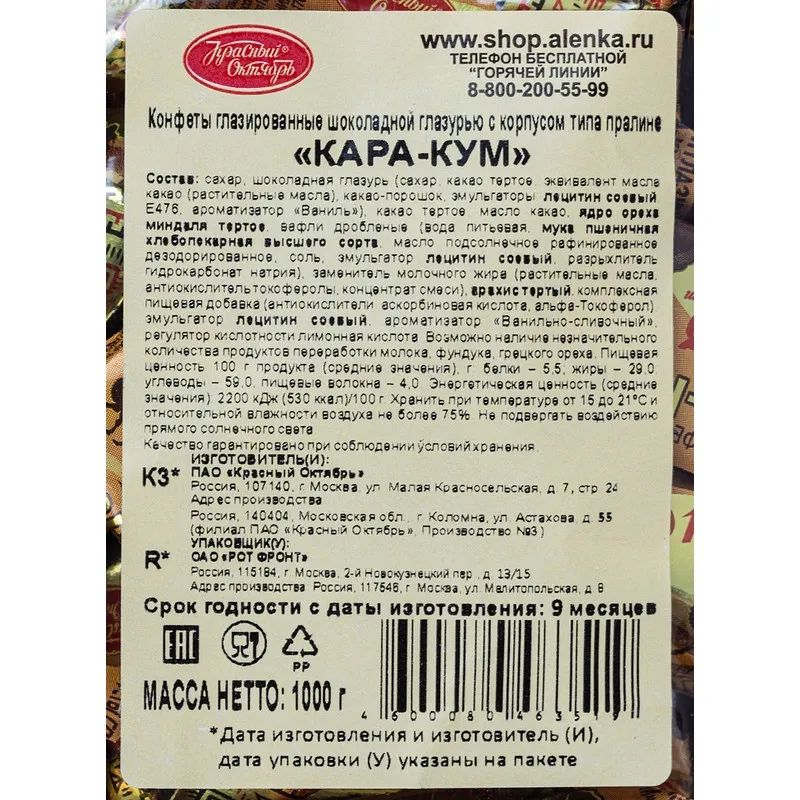 Красный
Октябрь
www.shop.alenka.ru
ТЕЛЕФОН БЕСПЛАТНОЙ
"ГОРЯЧЕЙ ЛИНИИ"
8-800-200-55-99
Конфеты глазированные шоколадной глазурью с корпусом типа пралине
«КАРА-КУМ»
Состав: сахар, шоколадная глазурь (сахар, какао тертое, эквивалент масла
какао (растительные масла), какао-порошок, эмульгаторы лецитин соевый,
E476, ароматизатор «Ваниль»), какао тертое масло какао, ядро ореха
миндаля тертое, вафли дробленые (вода питьевая, мука пшеничная
хлебопекарная высшего сорта, масло подсолнечное рафинированное
дезодорированное, соль, эмульгатор лецитин соевый, разрыхлитель
гидрокарбонат натрия), заменитель молочного жира (растительные масла,
антиокислитель токоферолы, концентрат смеси), арахис тертый, комплексная
пищевая добавка (антиокислители аскорбиновая кислота, альфа-Токоферол)
эмульгатор лецитин соевый, ароматизатор «Ванильно-сливочный»,
регулятор кислотности лимонная кислота Возможно наличие незначительного
количества продуктов переработки молока, фундука, грецкого ореха. Пищевая
ценность 100 г продукта (средние значения), г: белки – 5,5; жиры – 29,0
углеводы – 59,0, пищевые волокна – 4,0. Энергетическая ценность (средние
значения): 2200 кДж (530 ккал)/100 г. Хранить при температуре от 15 до 21°С и
относительной влажности воздуха не более 75%. Не подвергать воздействию
прямого солнечного света
Качество гарантировано при соблюдении условий хранения.
ИЗГОТОВИТЕЛЬ(И):
К3* ПАО «Красный Октябрь»
Россия, 107140, г Москва, ул Малая Красносельская, д 7, стр 24
Адрес производства
Россия, 140404, Московская обл, г Коломна, ул. Астахова, д. 55
(филиал ПАО «Красный Октябрь», Производство №3)
УПАКОВЩИК(У):
R* ОАО «РОТ ФРОНТ»
Россия, 115184, г Москва, 2-й Новокузнецкий пер, д 13/15
Адрес производства Россия, 117546, г Москва, ул.Мелитопольская, д 8
Срок годности с даты изготовления: 9 месяцев
EAC
PP
МАССА НЕТТО: 1000 г
4600080463519
*Дата изготовления и изготовитель (И),
дата упаковки (У) указаны на пакете